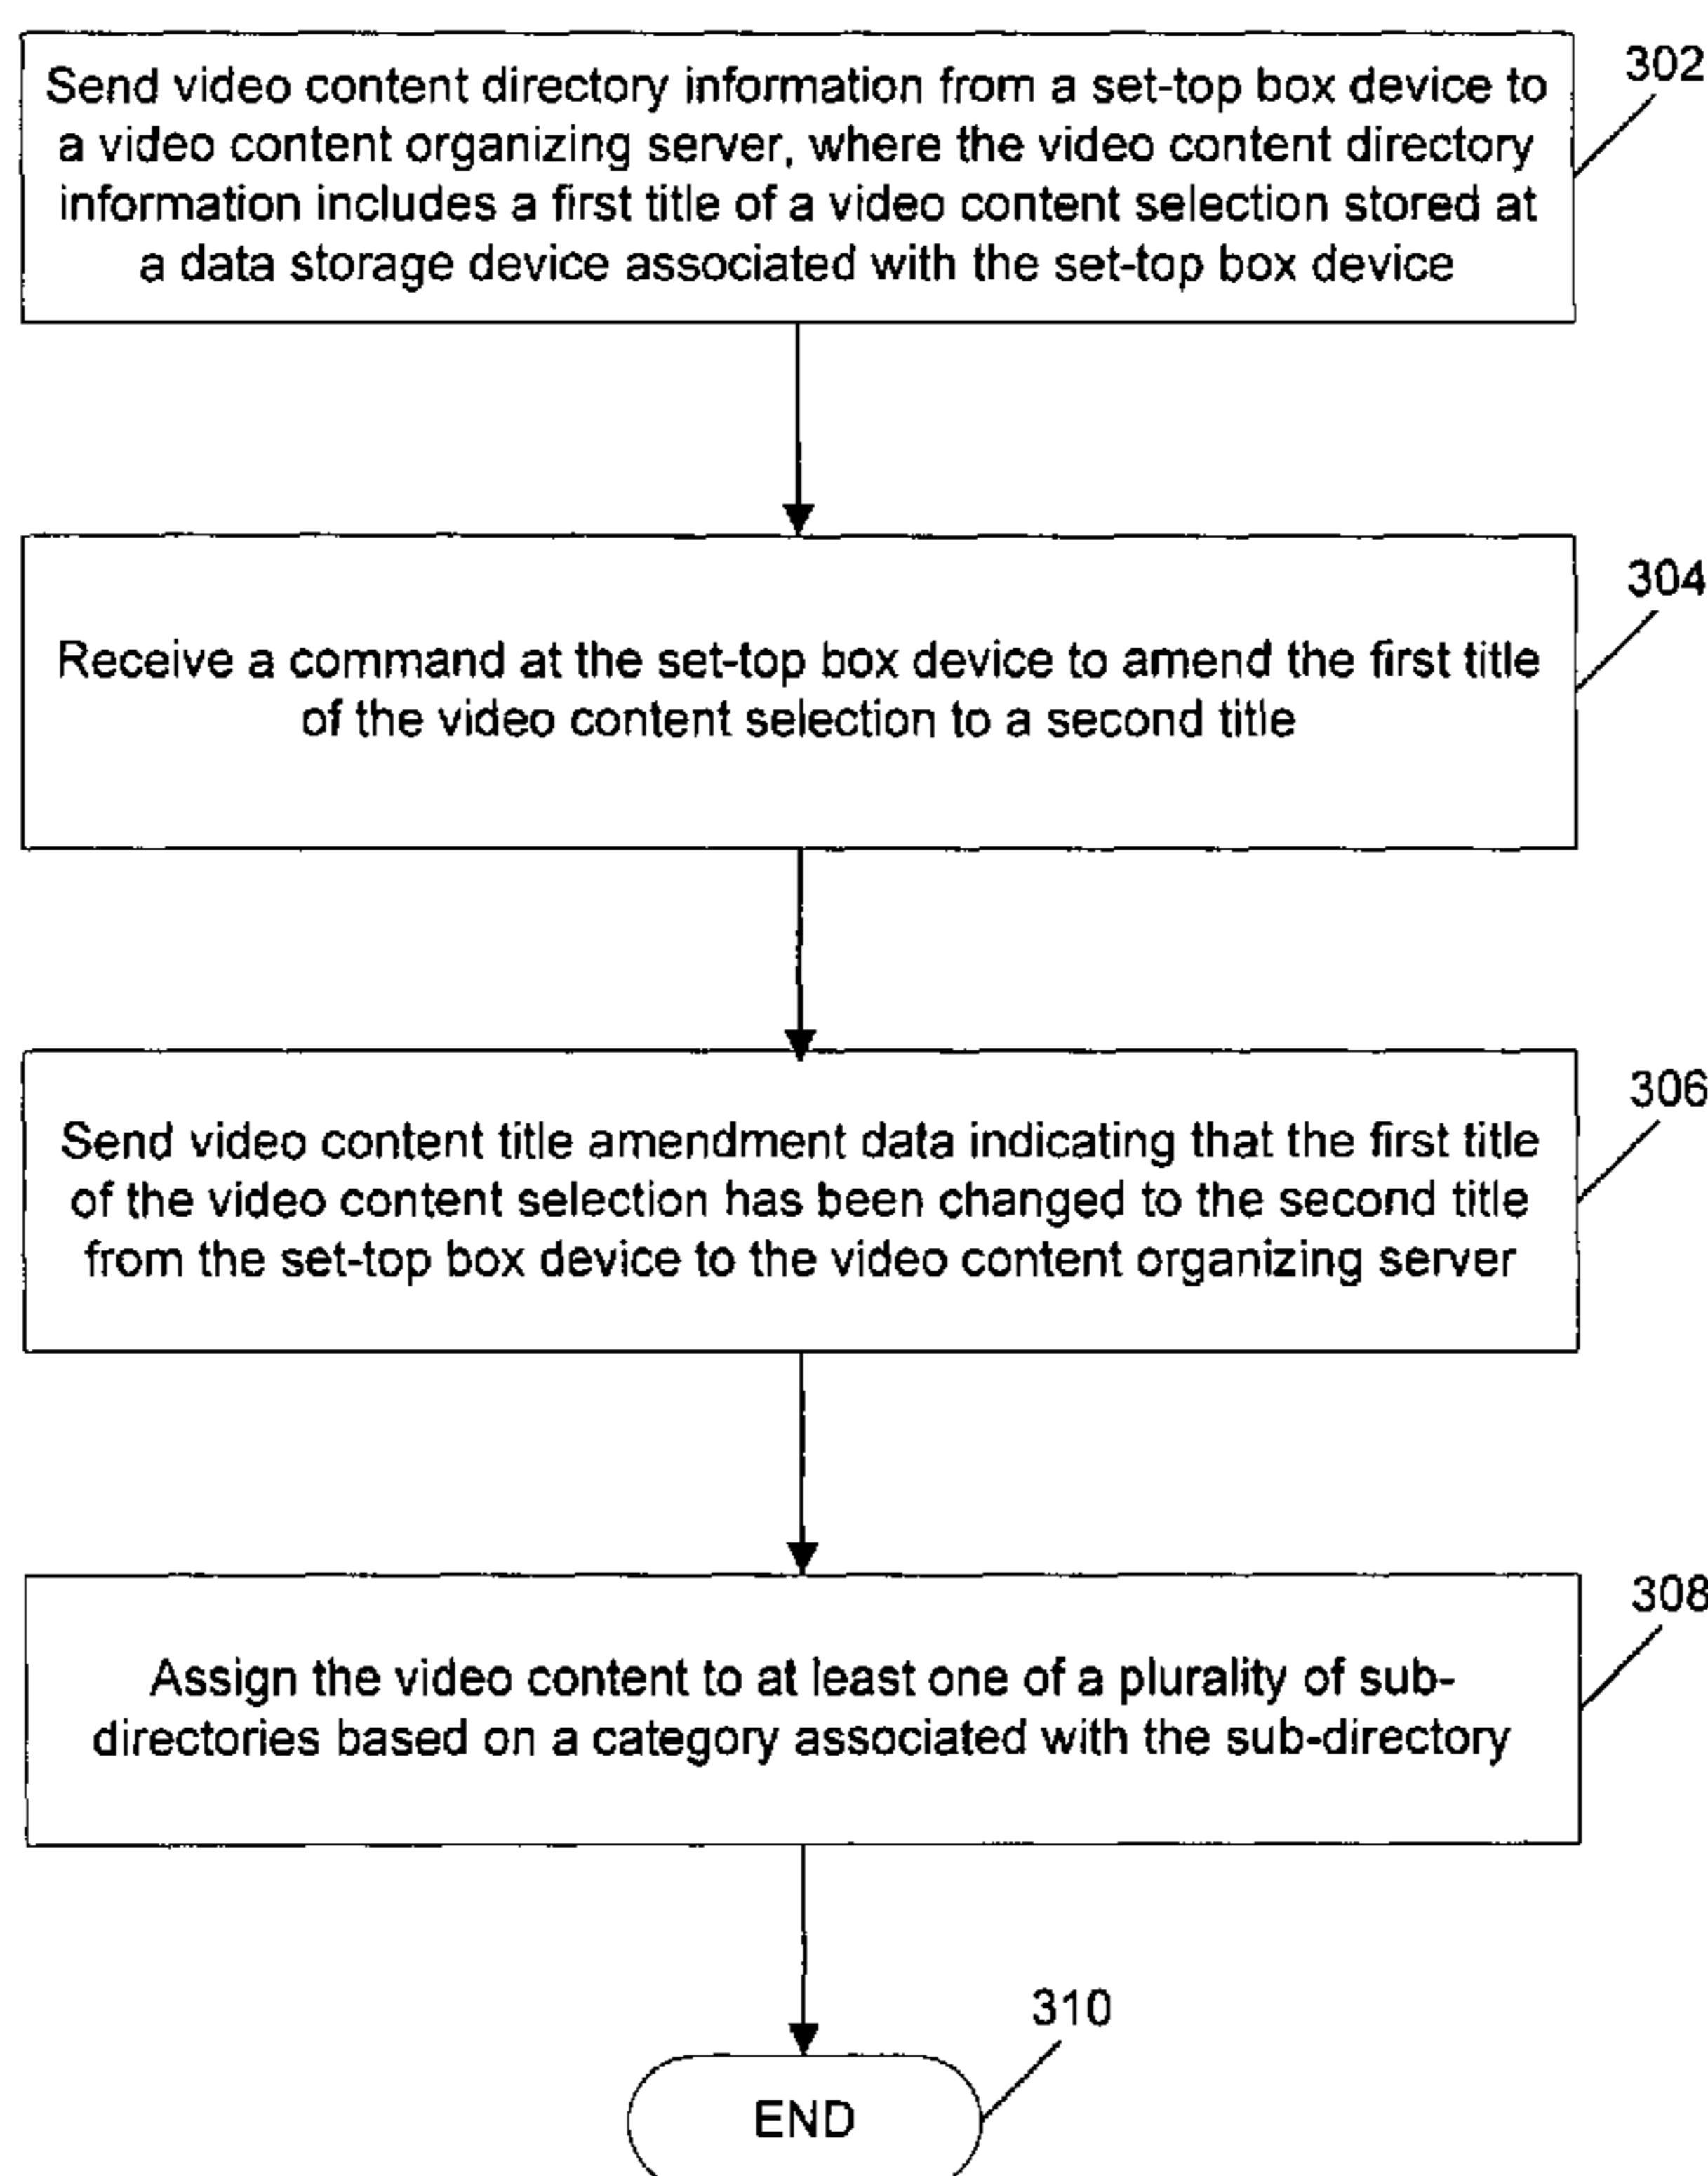 302
Send video content directory information from a set-top box device to
a video content organizing server, where the video content directory
information includes a first title of a video content selection stored at
a data storage device associated with the set-top box device
304
Receive a command at the set-top box device to amend the first title
of the video content selection to a second title
306
Send video content title amendment data indicating that the first title
of the video content selection has been changed to the second title
from the set-top box device to the video content organizing server
308
Assign the video content to at least one of a plurality of sub-
directories based on a category associated with the sub-directory
310
END